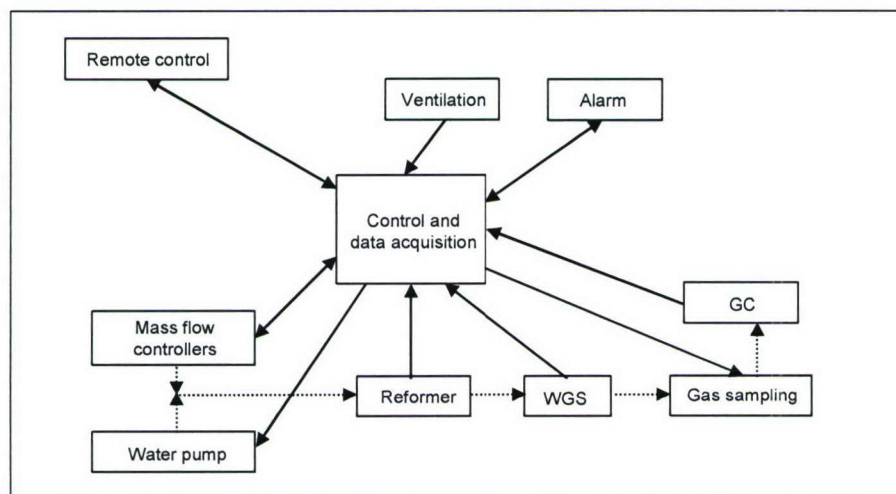 Remote control
Ventilation
Alarm
Control and
data acquisition
GC
Mass flow
controllers
Reformer
WGS
Gas sampling
Water pump